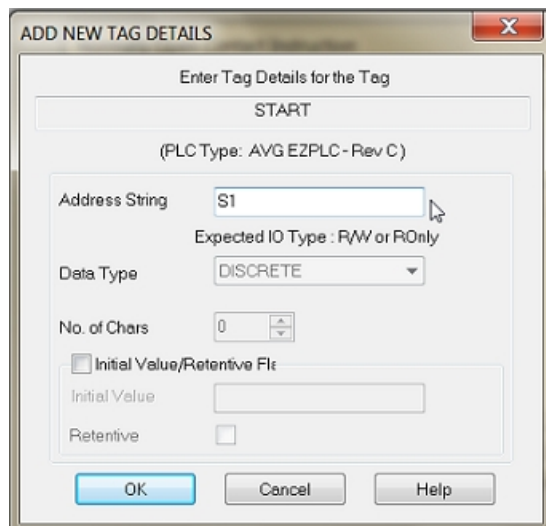 ADD NEW TAG DETAILS
Enter Tag Details for the Tag
START
(PLC Type: AVG EZPLC - Rev C )
Address String S1
Expected IO Type : R/W or ROnly
Data Type DISCRETE
No. of Chars 0
Initial Value/Retentive Fla
Initial Value
Retentive
OK Cancel Help